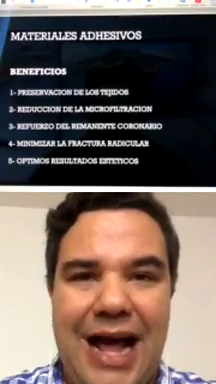 MATERIALES ADHESIVOS
BENEFICIOS
1- PRESERVACION DE LOS TEJIDOS
2- REDUCCION DE LA MICROFILTRACION
3- REFUERZO DEL REMANENTE CORONARIO
4- MINIMIZAR LA FRACTURA RADICULAR
5- OPTIMOS RESULTADOS ESTETICOS